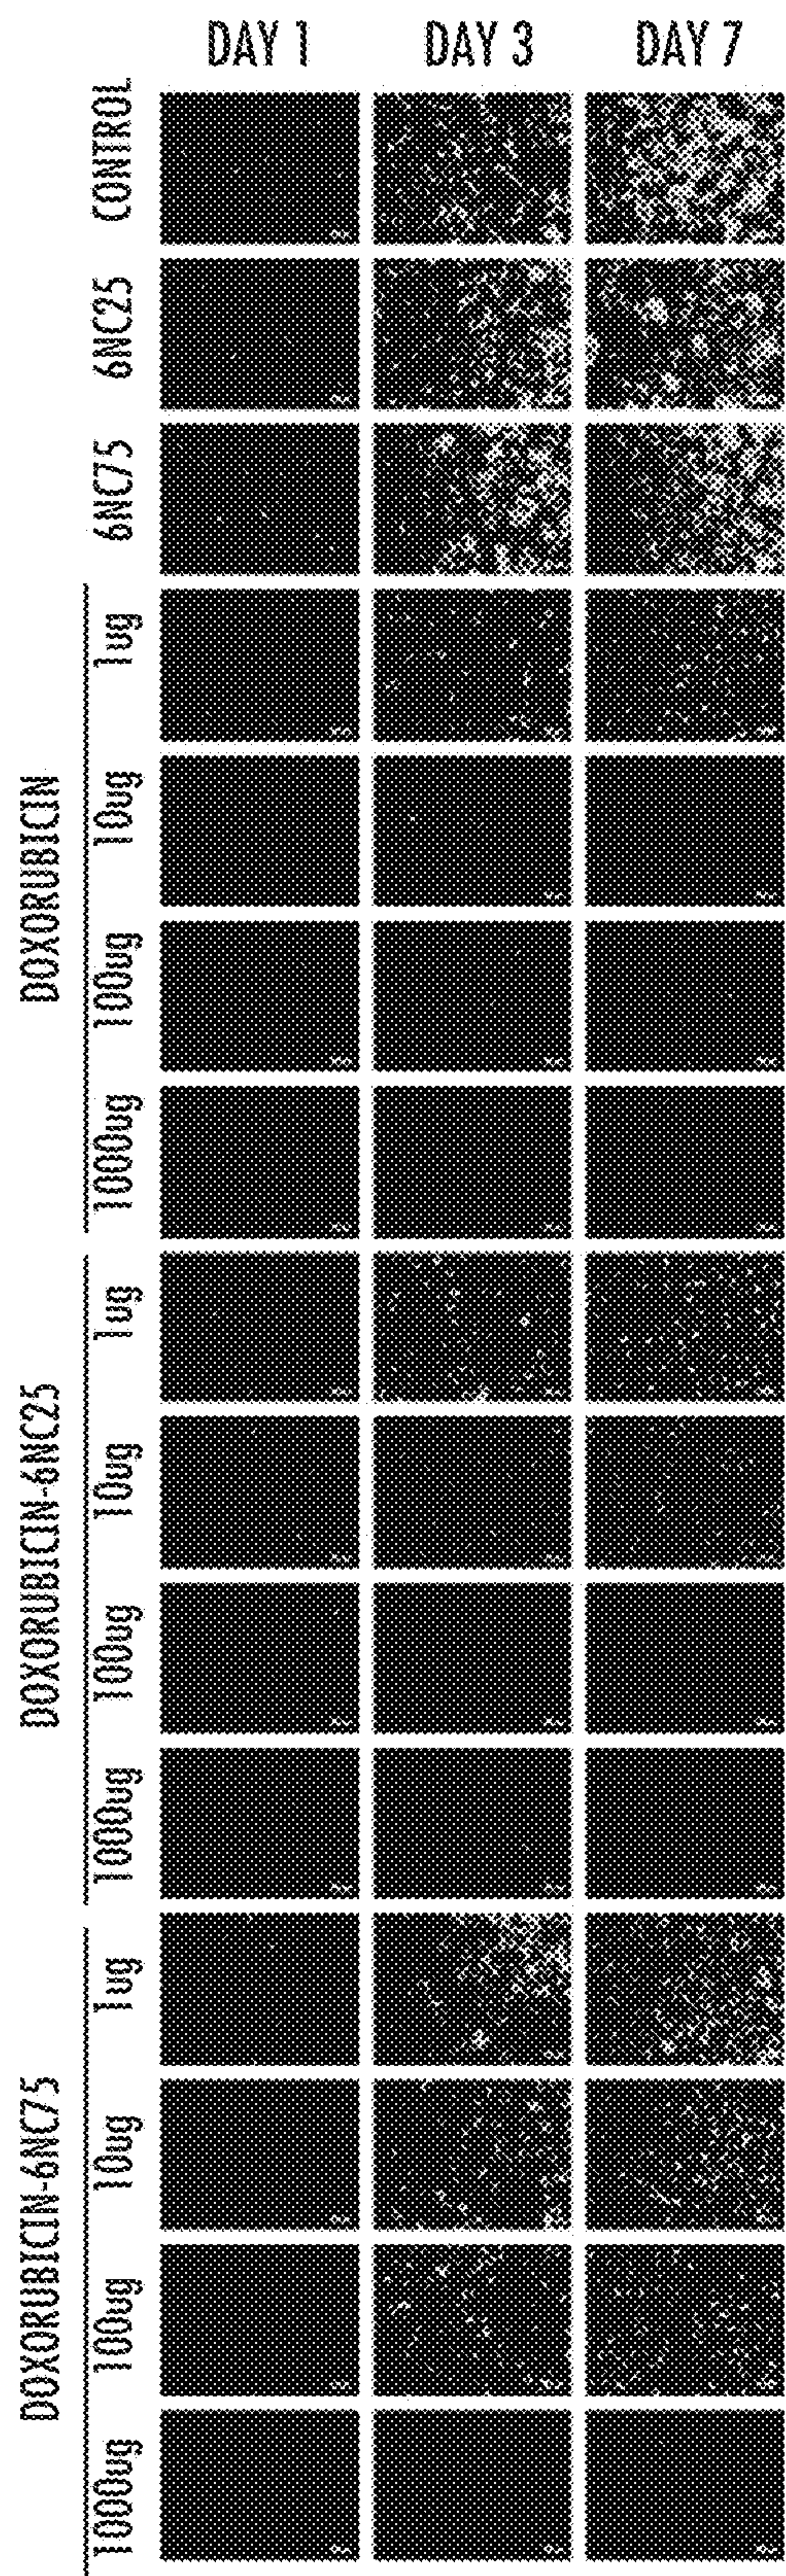 DAY 1 DAY 3 DAY 7
CONTROL
6NC25
6NC75
DOXORUBICIN
1ug
10ug
100ug
1000ug
DOXORUBICIN-6NC25
1ug
10ug
100ug
1000ug
DOXORUBICIN-6NC75
1ug
10ug
100ug
1000ug